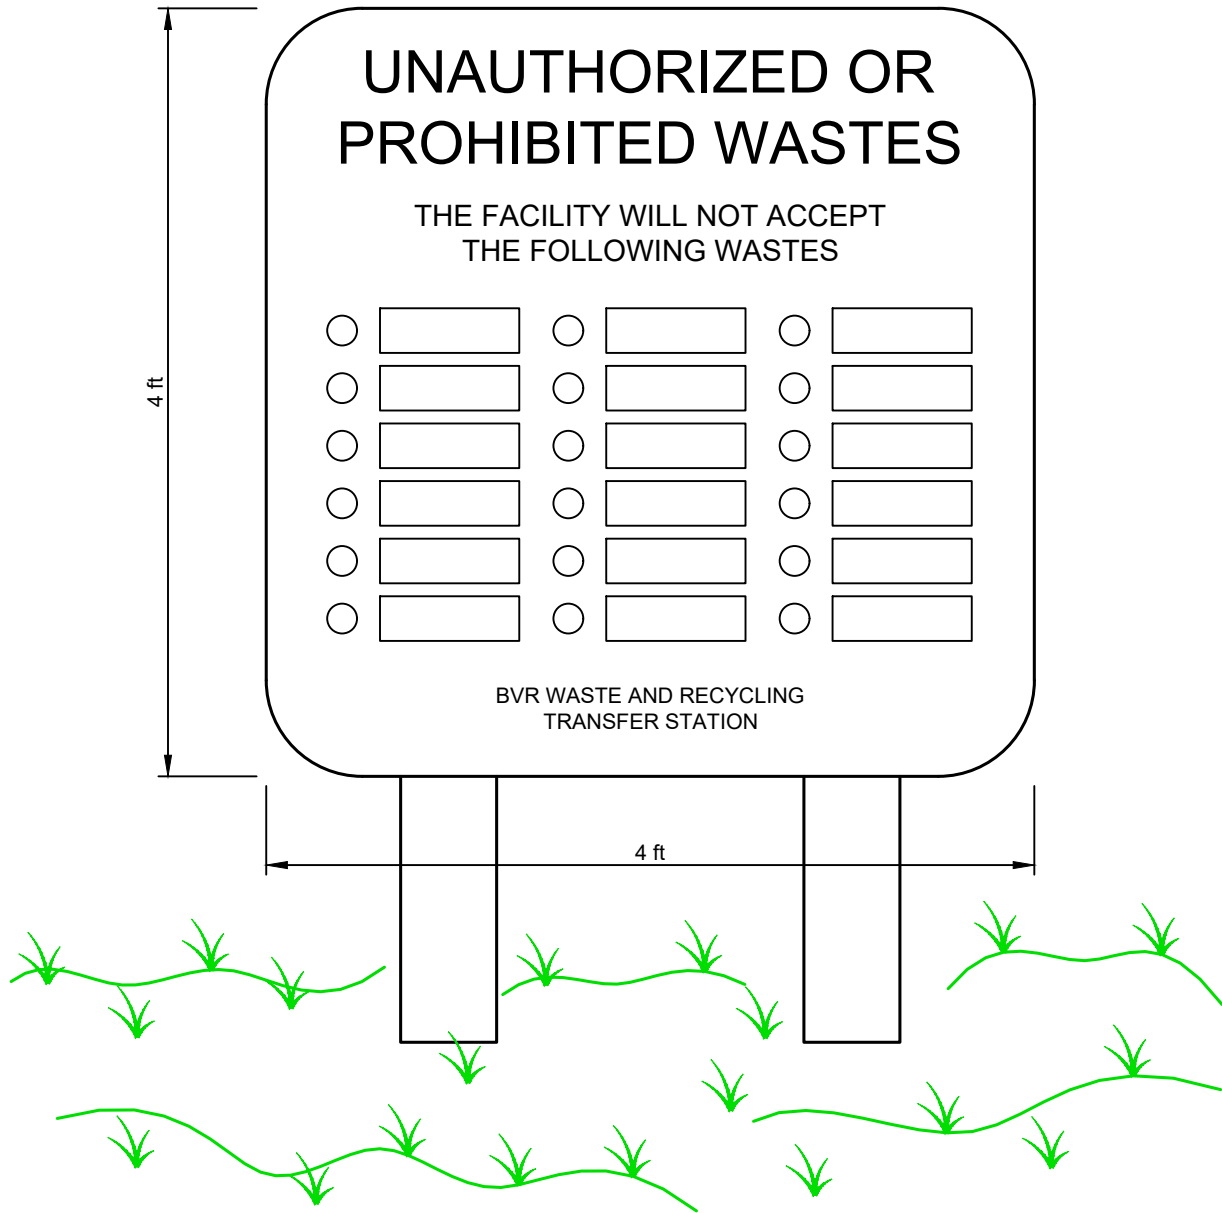 UNAUTHORIZED OR
PROHIBITED WASTES
THE FACILITY WILL NOT ACCEPT
THE FOLLOWING WASTES
4 ft
BVR WASTE AND RECYCLING
TRANSFER STATION
4 ft